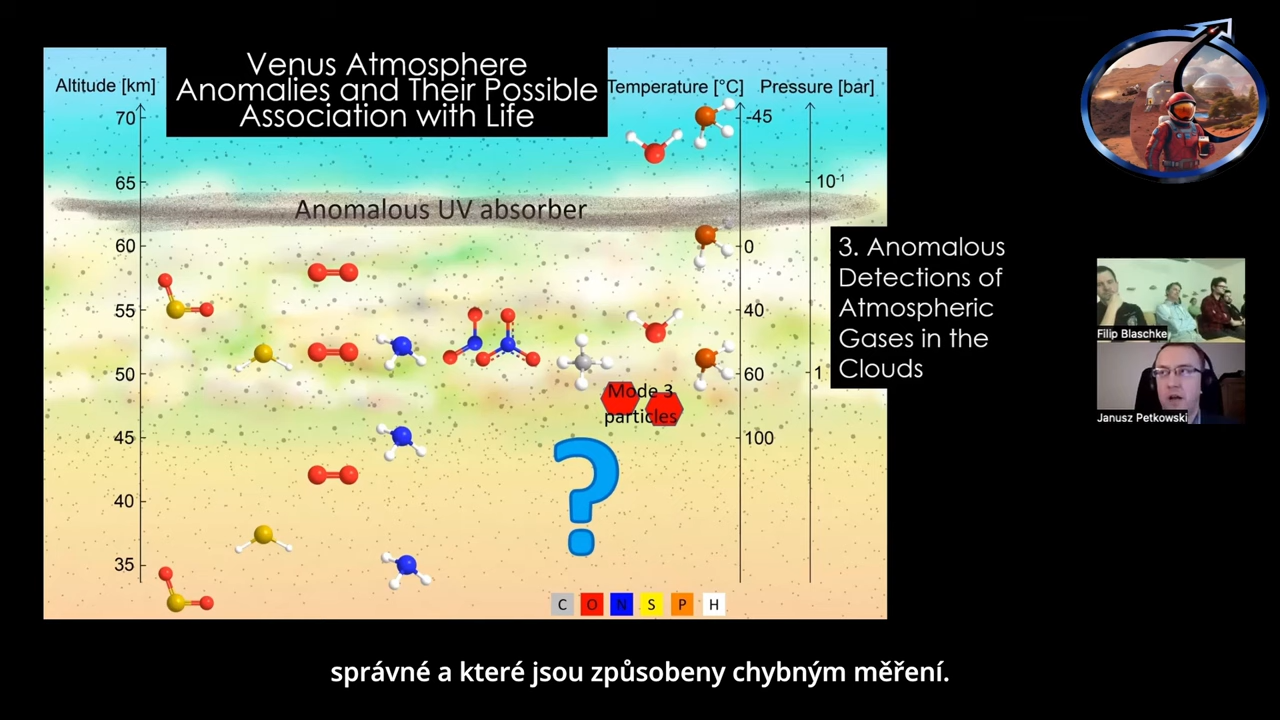 Venus Atmosphere
Anomalies and Their Possible
Association with Life
Altitude [km]
Temperature [°C]
Pressure [bar]
70
-45
65
10-1
Anomalous UV absorber
60
0
3. Anomalous
Detections of
Atmospheric
Gases in the
Clouds
55
40
50
60
1
Mode 3
particles
45
100
40
35
C O N S P H
Filip Blaschke
Janusz Petkowski
správné a které jsou způsobeny chybným měření.